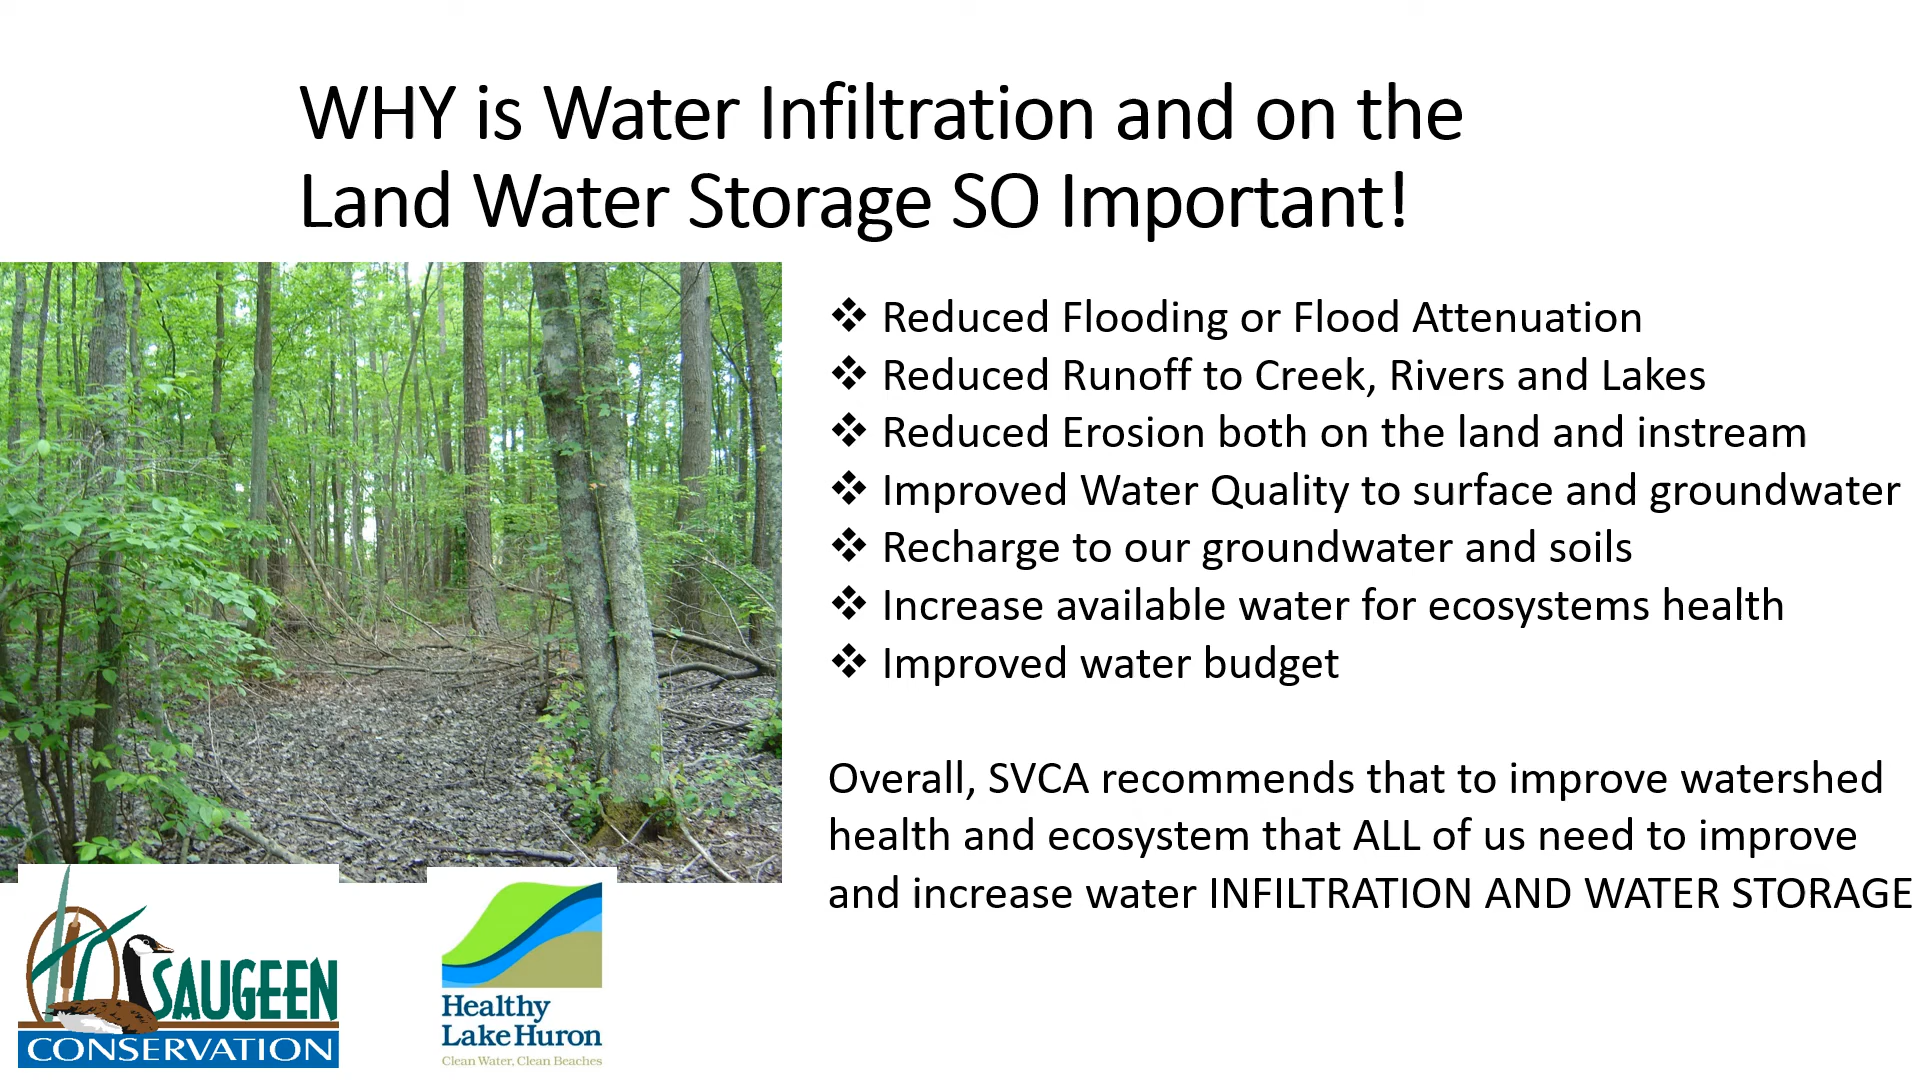 WHY is Water Infiltration and on the
Land Water Storage SO Important!
❖ Reduced Flooding or Flood Attenuation
❖ Reduced Runoff to Creek, Rivers and Lakes
❖ Reduced Erosion both on the land and instream
❖ Improved Water Quality to surface and groundwater
❖ Recharge to our groundwater and soils
❖ Increase available water for ecosystems health
❖ Improved water budget
Overall, SVCA recommends that to improve watershed
health and ecosystem that ALL of us need to improve
and increase water INFILTRATION AND WATER STORAGE
SAUGEEN
CONSERVATION
Healthy
Lake Huron
Clean Water, Clean Beaches